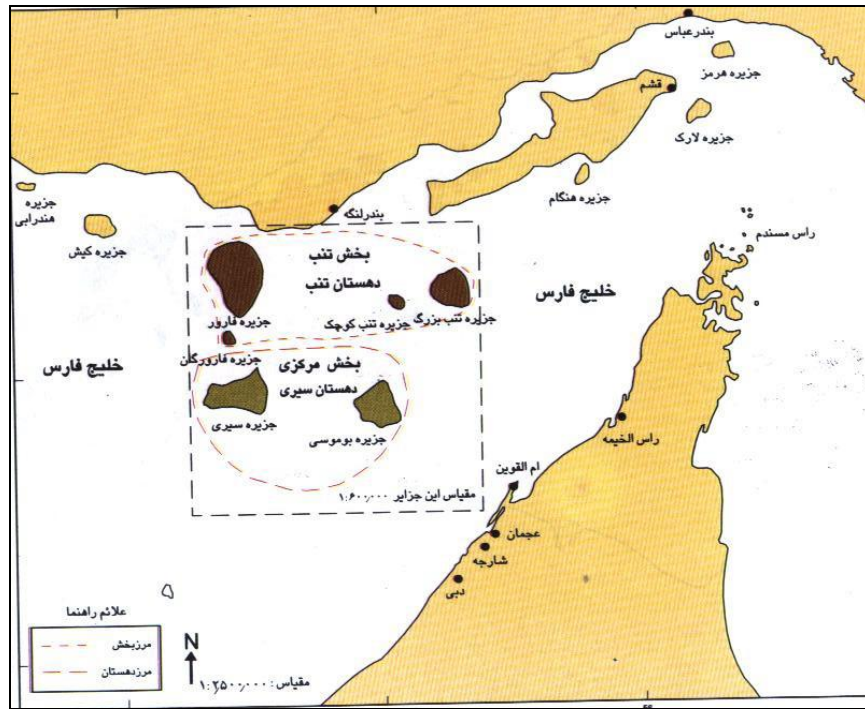 بندرعباس
جزیره هرمز
قشم
جزیره لارک
جزیره هنگام
جزیره
هندرابی
جزیره کیش
بندرلنگه
راس مسندم
بخش تنب
دهستان تنب
خلیج فارس
جزیره فارور
جزیره تنب کوچک
جزیره تنب بزرگ
جزیره فارورگان
خلیج فارس
بخش مرکزی
دهستان سیری
جزیره سیری
جزیره بوموسی
راس الخیمه
ام القوین
مقیاس این جزایر ۱:۶۰۰,۰۰۰
عجمان
شارجه
دبی
علائم راهنما
مرزبخش
مرزدهستان
N
مقیاس: ۱:۲۵۰۰,۰۰۰